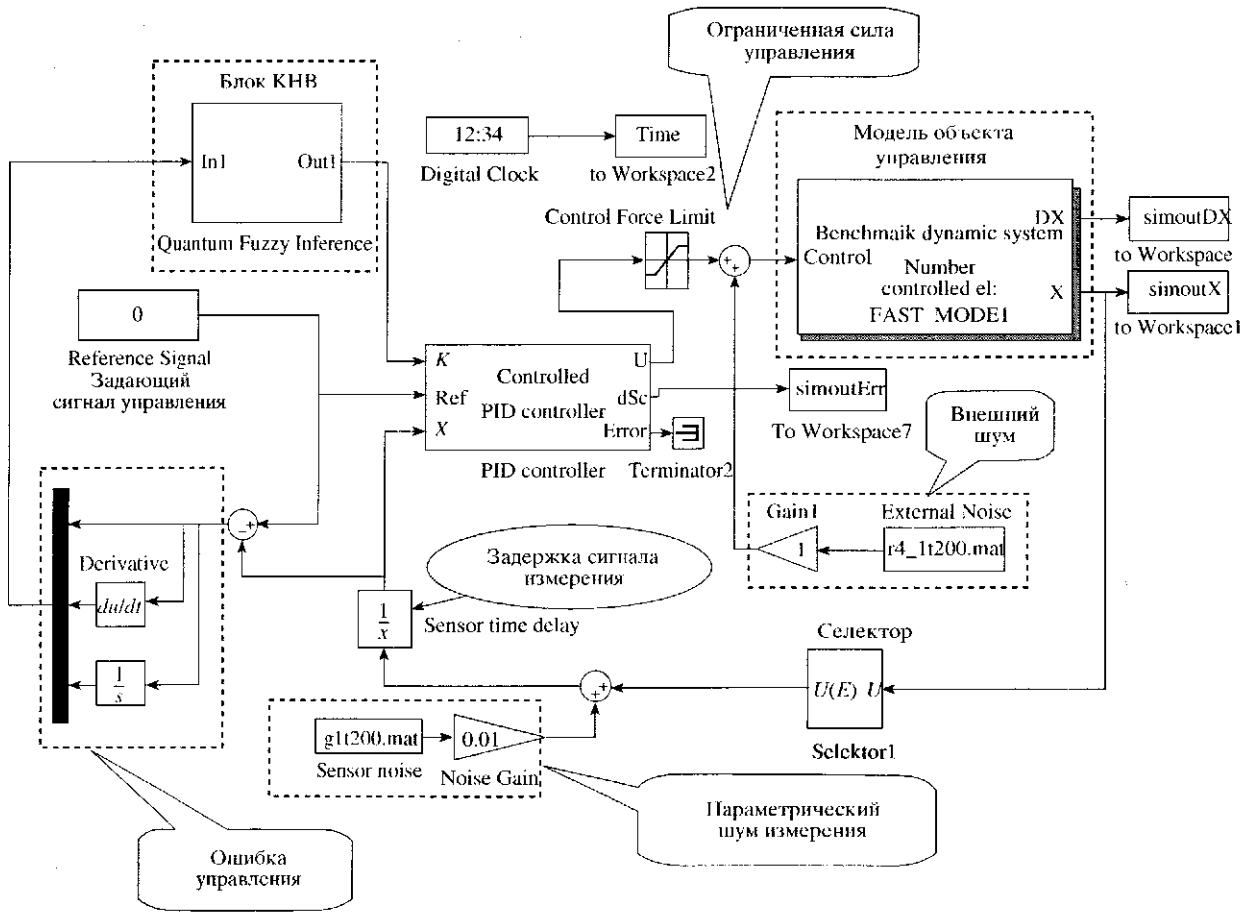 Ограниченная сила
управления
Блок КНВ
In1
Out1
Quantum Fuzzy Inference
12:34
Digital Clock
Time
to Workspace2
Модель объекта
управления
DX
Benchmaik dynamic system
Control
Number
controlled el:
X
FAST_MODE1
simoutDX
to Workspace
simoutX
to Workspace1
Control Force Limit
+
+
0
Reference Signal
Задающий
сигнал управления
K
U
Controlled
Ref
PID controller
dSc
X
Error
PID controller
Terminator2
simoutErr
To Workspace7
Внешний
шум
Gain1
External Noise
1
r4_1t200.mat
Derivative
du/dt
1
s
-
+
Задержка сигнала
измерения
1
x
Sensor time delay
Селектор
U(E) U
Selektor1
+
+
g1t200.mat
0.01
Sensor noise
Noise Gain
Параметрический
шум измерения
Ошибка
управления